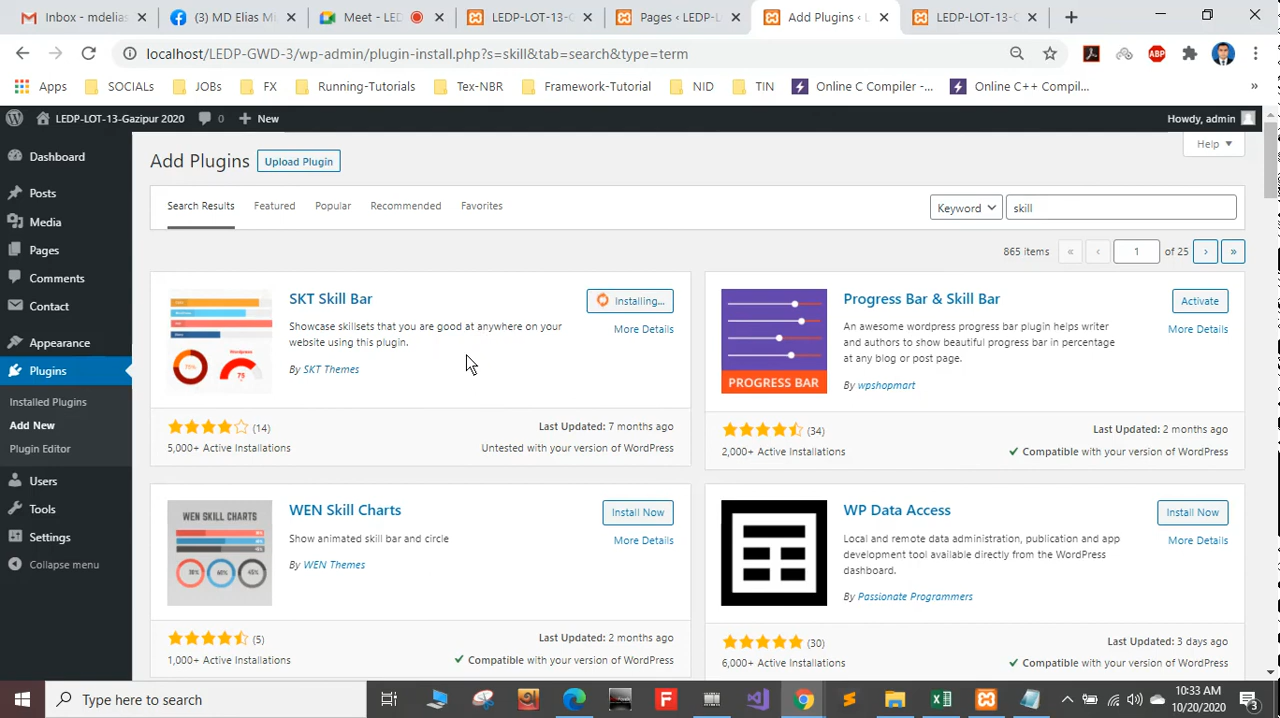 Inbox - mdelias
(3) MD Elias M
Meet - LED
LEDP-LOT-13-G
Pages ‹ LEDP-L
Add Plugins ‹ L
LEDP-LOT-13-G
localhost/LEDP-GWD-3/wp-admin/plugin-install.php?s=skill&tab=search&type=term
Apps SOCIALs JOBs FX Running-Tutorials Tex-NBR Framework-Tutorial NID TIN Online C Compiler -... Online C++ Compil... »
LEDP-LOT-13-Gazipur 2020 0 New Howdy, admin
Dashboard
Posts
Media
Pages
Comments
Contact
Appearance
Plugins
Installed Plugins
Add New
Plugin Editor
Users
Tools
Settings
Collapse menu
Help
Add Plugins Upload Plugin
Search Results Featured Popular Recommended Favorites Keyword skill
865 items « ‹ 1 of 25 › »
SKT Skill Bar
Installing...
More Details
Showcase skillsets that you are good at anywhere on your
website using this plugin.
By SKT Themes
(14)
5,000+ Active Installations
Last Updated: 7 months ago
Untested with your version of WordPress
PROGRESS BAR
Progress Bar & Skill Bar
Activate
More Details
An awesome wordpress progress bar plugin helps writer
and authors to show beautiful progress bar in percentage
at any blog or post page.
By wpshopmart
(34)
2,000+ Active Installations
Last Updated: 2 months ago
Compatible with your version of WordPress
WEN SKILL CHARTS
WEN Skill Charts
Install Now
More Details
Show animated skill bar and circle
By WEN Themes
(5)
1,000+ Active Installations
Last Updated: 2 months ago
Compatible with your version of WordPress
WP Data Access
Install Now
More Details
Local and remote data administration, publication and app
development tool available directly from the WordPress
dashboard.
By Passionate Programmers
(30)
6,000+ Active Installations
Last Updated: 3 days ago
Compatible with your version of WordPress
Type here to search
10:33 AM
10/20/2020
3